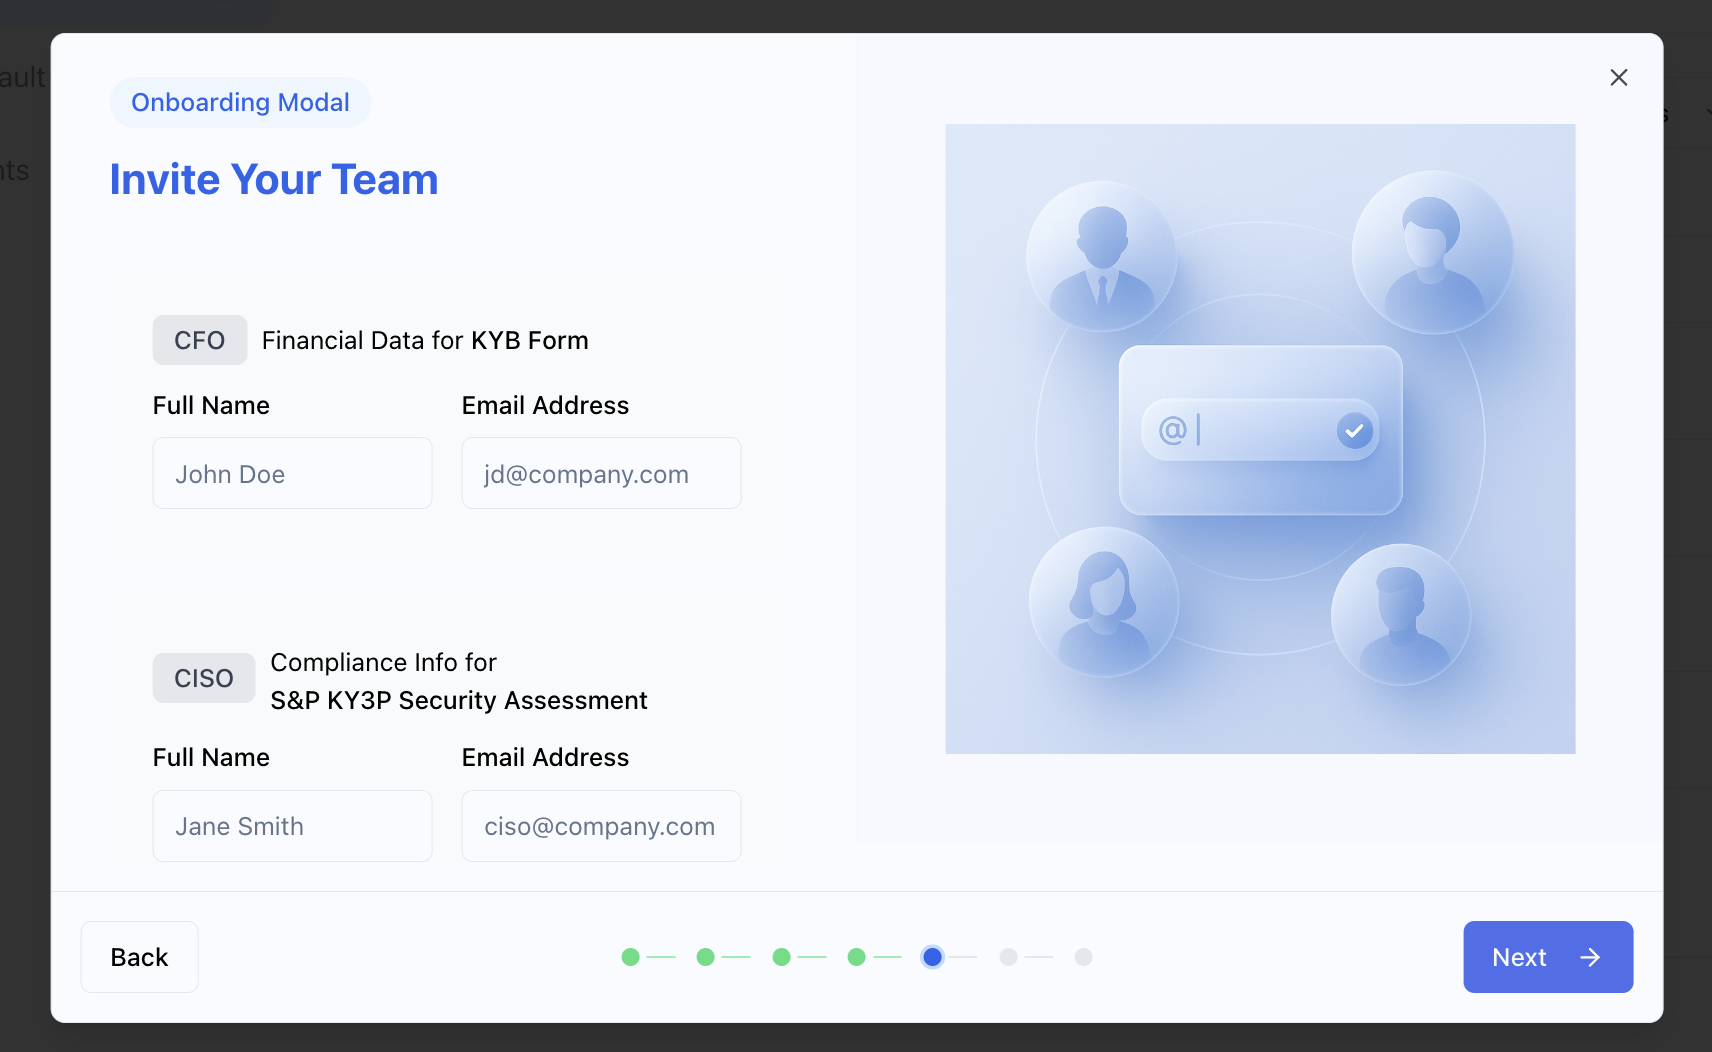 ault
nts
s
Onboarding Modal
Invite Your Team
CFO Financial Data for KYB Form
Full Name Email Address
John Doe jd@company.com
CISO Compliance Info for
S&P KY3P Security Assessment
Full Name Email Address
Jane Smith ciso@company.com
@
Back
Next